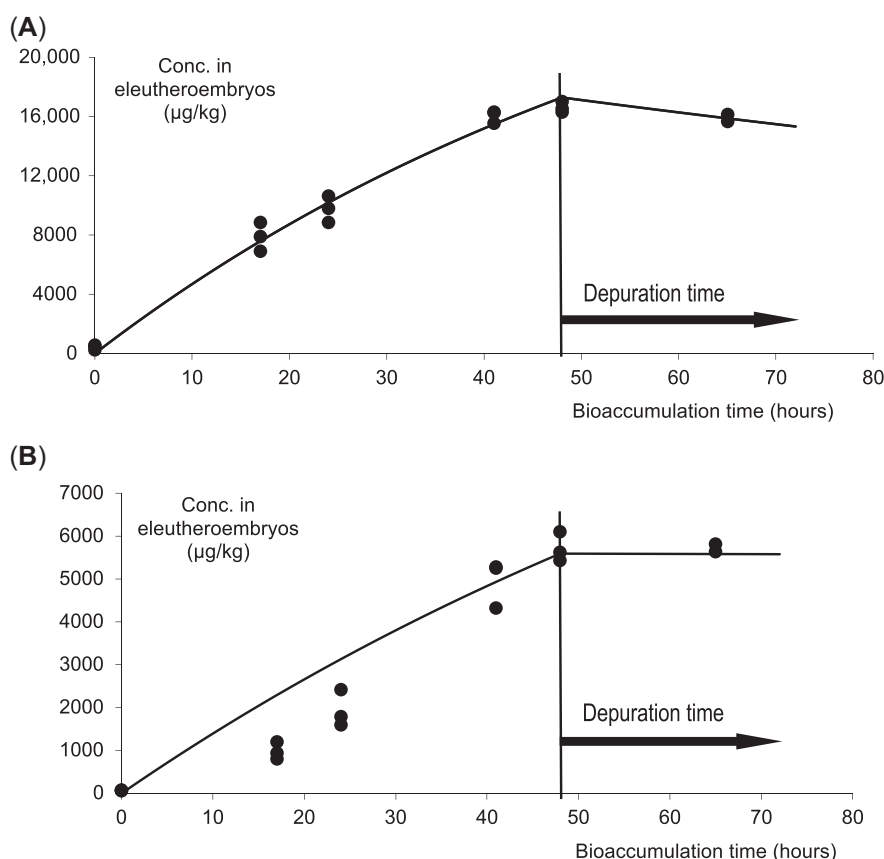 (A)
20,000
Conc. in
eleutheroembryos
(µg/kg)
16,000
12,000
8000
4000
0
0 10 20 30 40 50 60 70 80
Depuration time
Bioaccumulation time (hours)
(B)
7000
Conc. in
eleutheroembryos
(µg/kg)
6000
5000
4000
3000
2000
1000
0
0 10 20 30 40 50 60 70 80
Depuration time
Bioaccumulation time (hours)